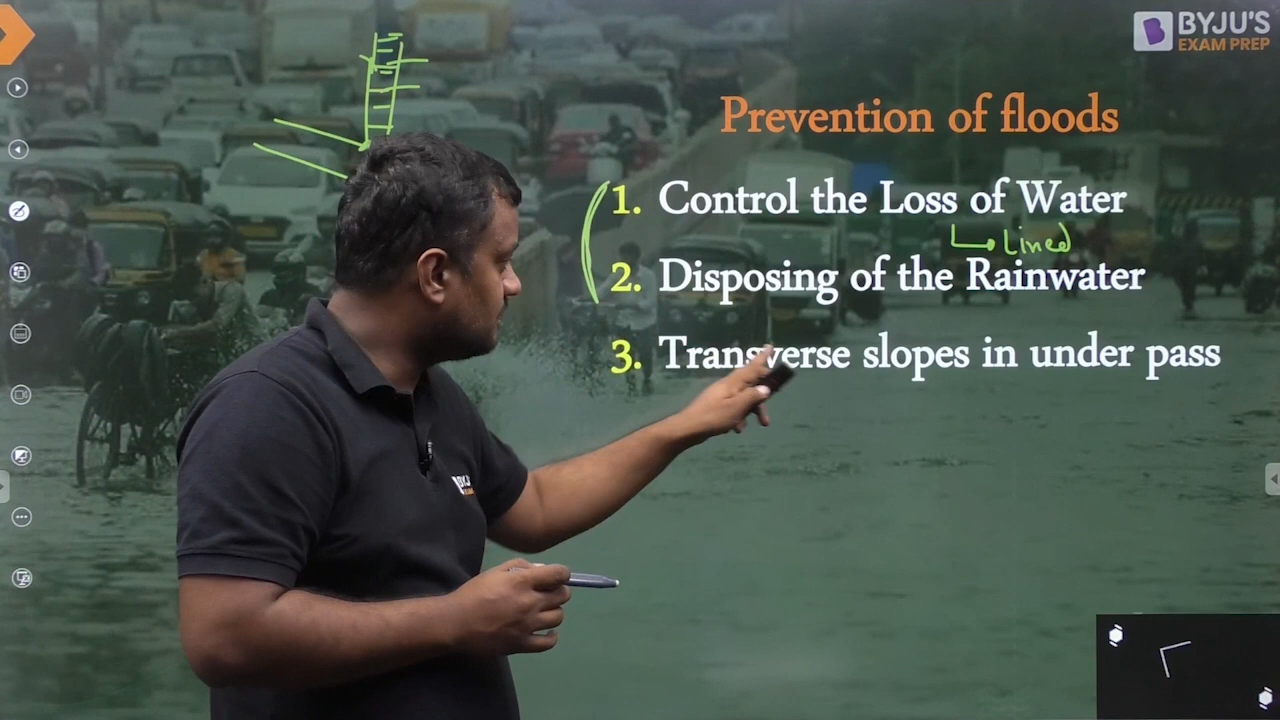 BYJU'S
EXAM PREP
Prevention of floods
1. Control the Loss of Water
Lined
2. Disposing of the Rainwater
3. Transverse slopes in under pass
BYJU